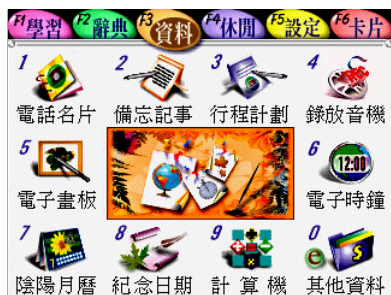 F1學習 F2辭典 F3資料 F4休閒 F5設定 F6卡片
1 2 3 4
電話名片 備忘記事 行程計劃 錄放音機
5 12:00 6
電子畫板 電子時鐘
7 8 9 0
陰陽月曆 紀念日期 計算機 其他資料